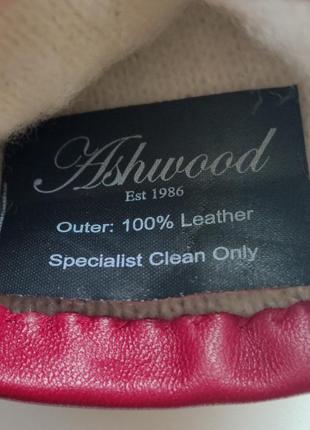 Ashwood
Est 1986
Outer: 100% Leather
Specialist Clean Only